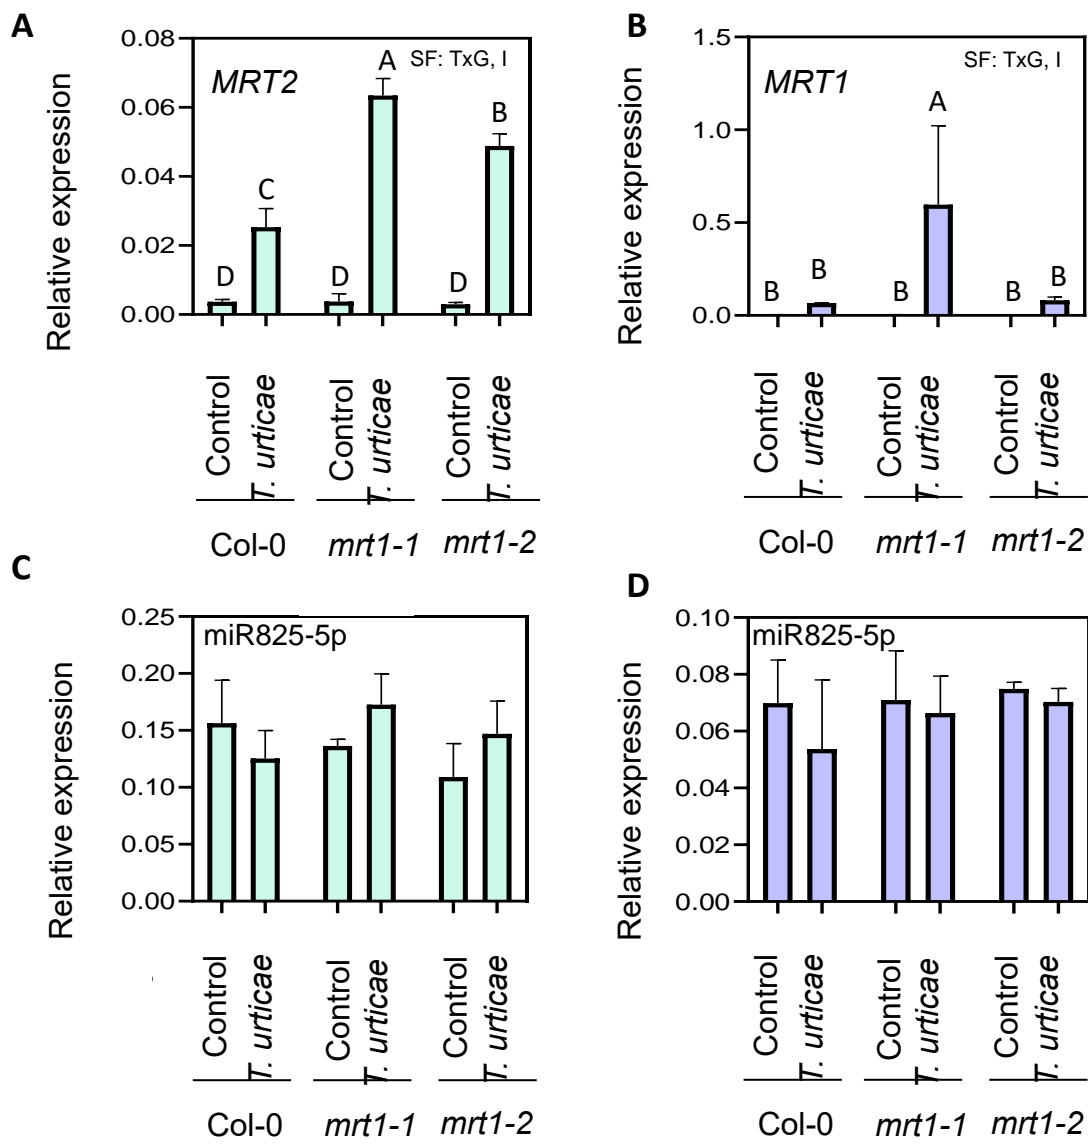 A
MRT2
SF: TxG, I
0.08
0.06
0.04
0.02
0.00
Relative expression
D
C
D
A
D
B
Control
T. urticae
Control
T. urticae
Control
T. urticae
Col-0
mrt1-1
mrt1-2
B
MRT1
SF: TxG, I
1.5
1.0
0.5
0.0
Relative expression
B
B
B
A
B
B
Control
T. urticae
Control
T. urticae
Control
T. urticae
Col-0
mrt1-1
mrt1-2
C
miR825-5p
0.25
0.20
0.15
0.10
0.05
0.00
Relative expression
Control
T. urticae
Control
T. urticae
Control
T. urticae
Col-0
mrt1-1
mrt1-2
D
miR825-5p
0.10
0.08
0.06
0.04
0.02
0.00
Relative expression
Control
T. urticae
Control
T. urticae
Control
T. urticae
Col-0
mrt1-1
mrt1-2